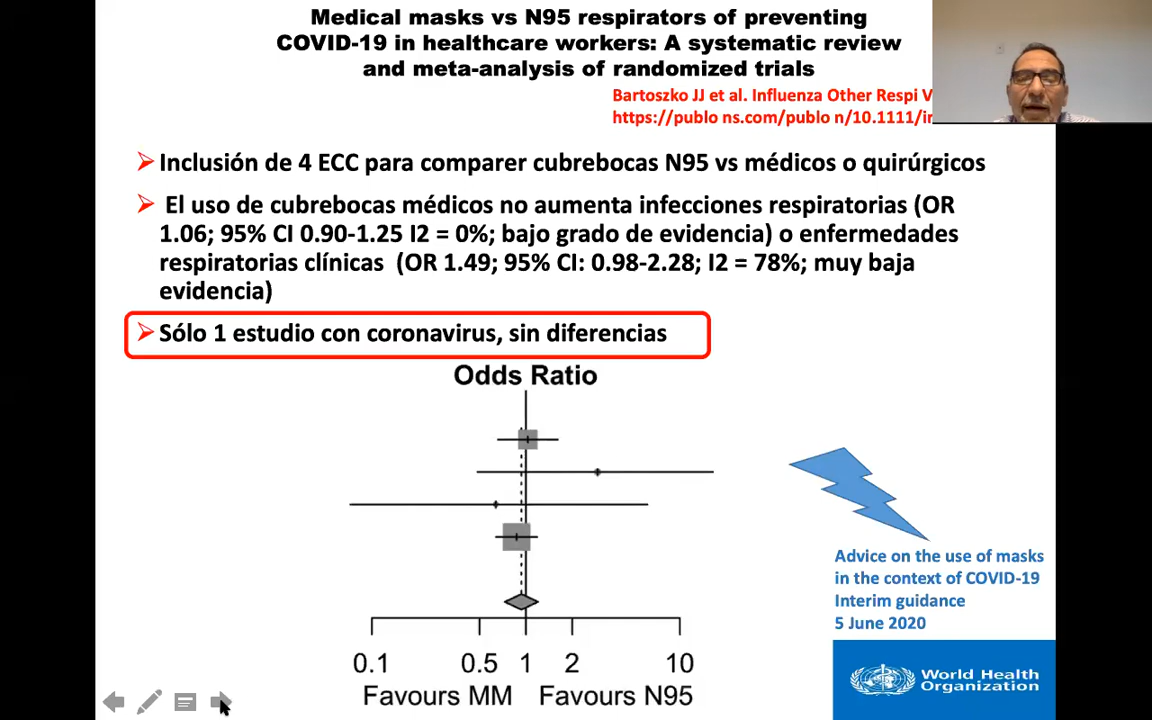 Medical masks vs N95 respirators of preventing
COVID-19 in healthcare workers: A systematic review
and meta-analysis of randomized trials
Bartoszko JJ et al. Influenza Other Respi V
https://publo ns.com/publo n/10.1111/i
Inclusión de 4 ECC para comparer cubrebocas N95 vs médicos o quirúrgicos
El uso de cubrebocas médicos no aumenta infecciones respiratorias (OR
1.06; 95% CI 0.90-1.25 I2 = 0%; bajo grado de evidencia) o enfermedades
respiratorias clínicas (OR 1.49; 95% CI: 0.98-2.28; I2 = 78%; muy baja
evidencia)
Sólo 1 estudio con coronavirus, sin diferencias
Odds Ratio
0.1 0.5 1 2 10
Favours MM Favours N95
Advice on the use of masks
in the context of COVID-19
Interim guidance
5 June 2020
World Health
Organization